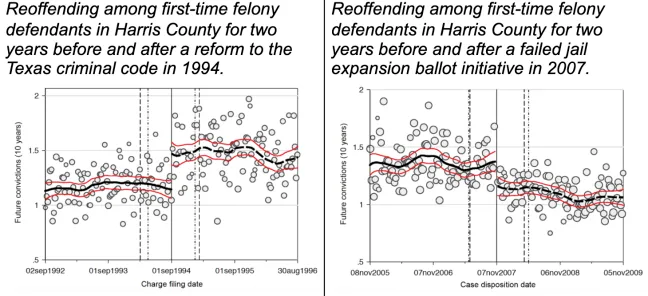 Reoffending among first-time felony
defendants in Harris County for two
years before and after a reform to the
Texas criminal code in 1994.
2
1.5
1
.5
Future convictions (10 years)
02sep1992
01sep1993
01sep1994
01sep1995
30aug1996
Charge filing date
Reoffending among first-time felony
defendants in Harris County for two
years before and after a failed jail
expansion ballot initiative in 2007.
2
1.5
1
.5
Future convictions (10 years)
08nov2005
07nov2006
07nov2007
06nov2008
05nov2009
Case disposition date